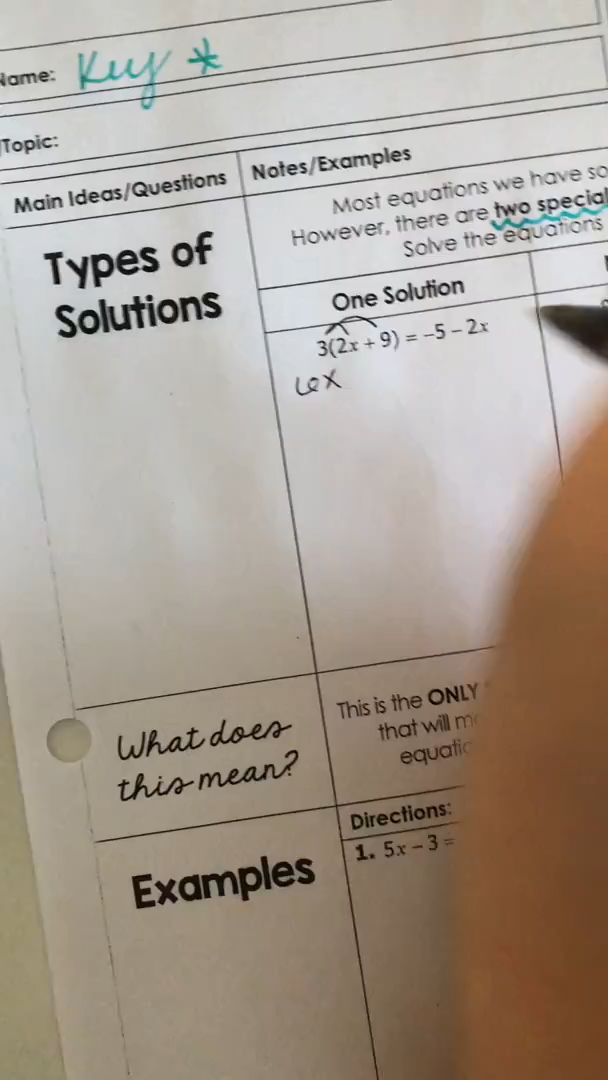 Name: Key *
Topic:
Main Ideas/Questions
Notes/Examples
Types of
Solutions
Most equations we have so
However, there are two special
Solve the equations
One Solution
3(2x + 9) = -5 - 2x
6x
What does
this mean?
This is the ONLY
that will
Examples
Directions:
1. 5x - 3 =